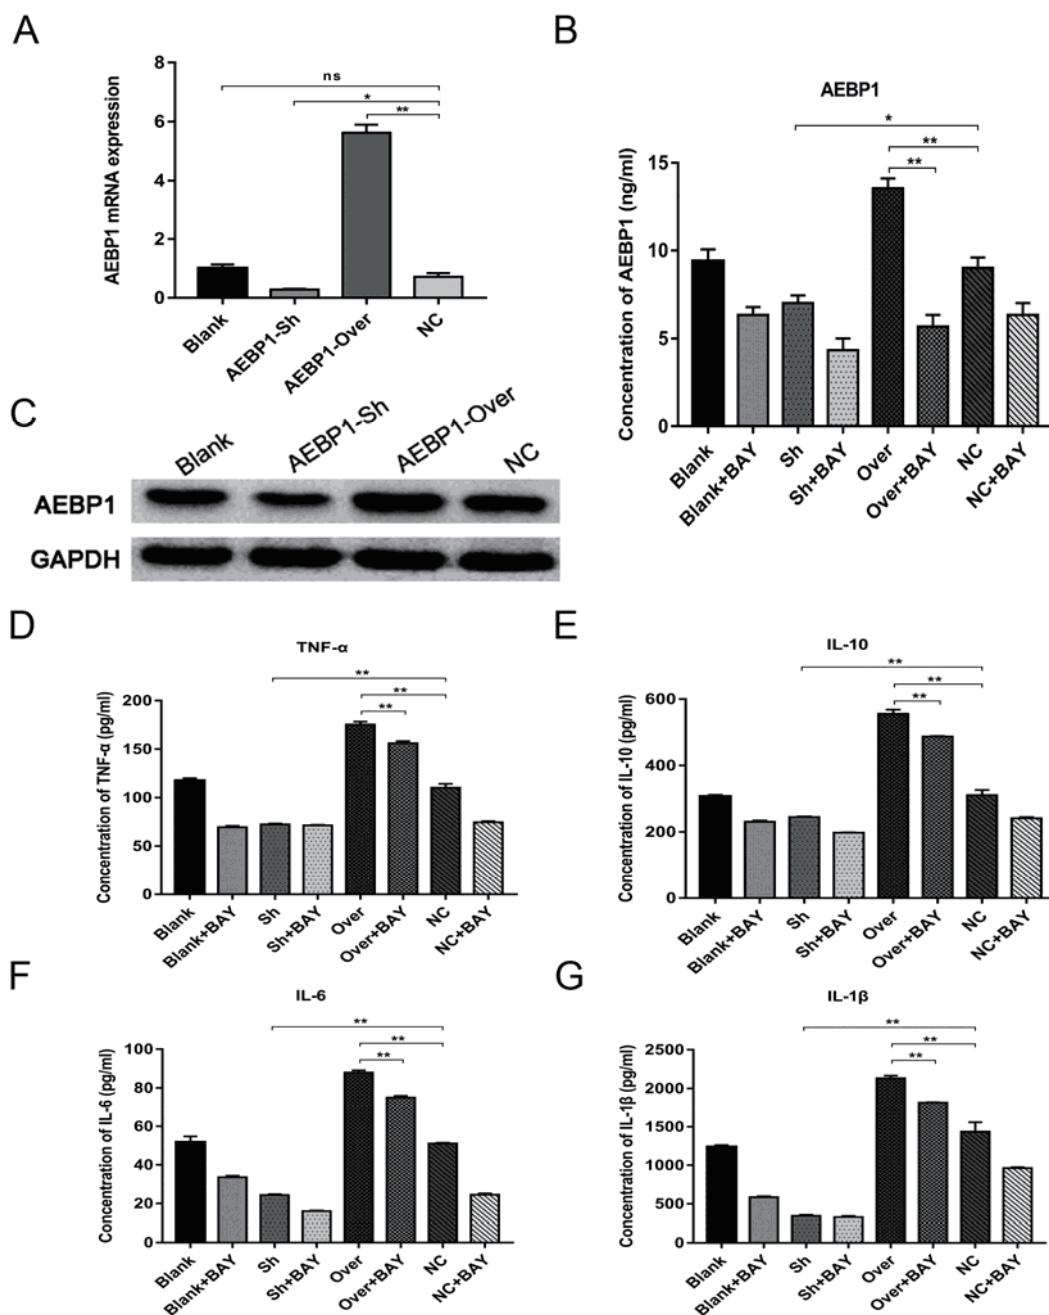 A
AEBP1 mRNA expression
8
6
4
2
0
ns
*
**
Blank
AEBP1-Sh
AEBP1-Over
NC
B
AEBP1
Concentration of AEBP1 (ng/ml)
15
10
5
0
*
**
**
Blank
Blank+BAY
Sh
Sh+BAY
Over
Over+BAY
NC
NC+BAY
C
Blank
AEBP1-Sh
AEBP1-Over
NC
AEBP1
GAPDH
D
TNF-α
Concentration of TNF-α (pg/ml)
200
150
100
50
0
**
**
**
Blank
Blank+BAY
Sh
Sh+BAY
Over
Over+BAY
NC
NC+BAY
E
IL-10
Concentration of IL-10 (pg/ml)
600
400
200
0
**
**
**
Blank
Blank+BAY
Sh
Sh+BAY
Over
Over+BAY
NC
NC+BAY
F
IL-6
Concentration of IL-6 (pg/ml)
100
80
60
40
20
0
**
**
**
Blank
Blank+BAY
Sh
Sh+BAY
Over
Over+BAY
NC
NC+BAY
G
IL-1β
Concentration of IL-1β (pg/ml)
2500
2000
1500
1000
500
0
**
**
**
Blank
Blank+BAY
Sh
Sh+BAY
Over
Over+BAY
NC
NC+BAY